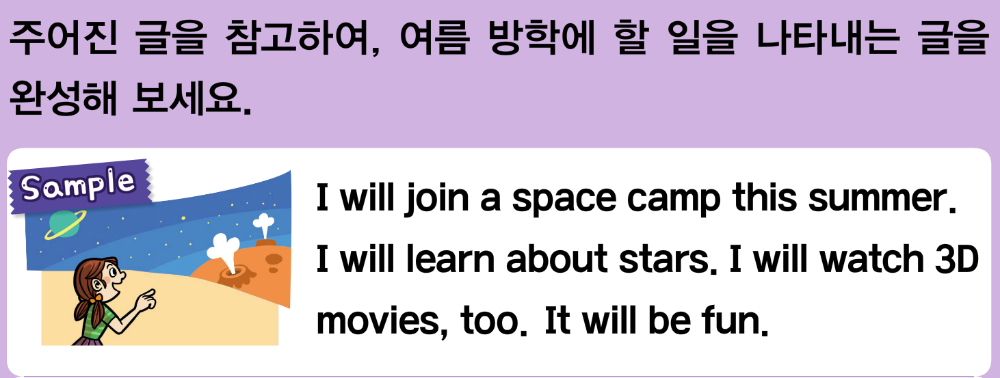 주어진 글을 참고하여, 여름 방학에 할 일을 나타내는 글을
완성해 보세요.
Sample
I will join a space camp this summer.
I will learn about stars. I will watch 3D
movies, too. It will be fun.